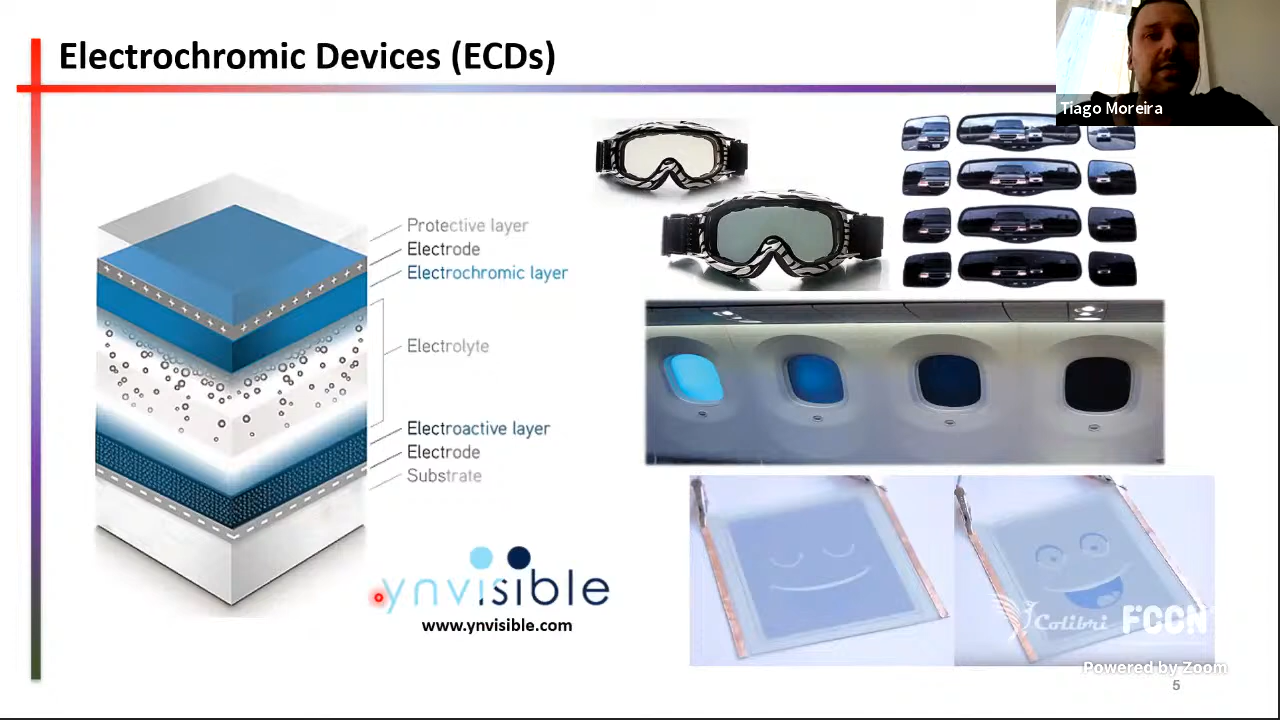 Electrochromic Devices (ECDs)
Tiago Moreira
Protective layer
Electrode
Electrochromic layer
Electrolyte
Electroactive layer
Electrode
Substrate
ynvisible
www.ynvisible.com
Colibri FCCN
Powered by Zoom
5